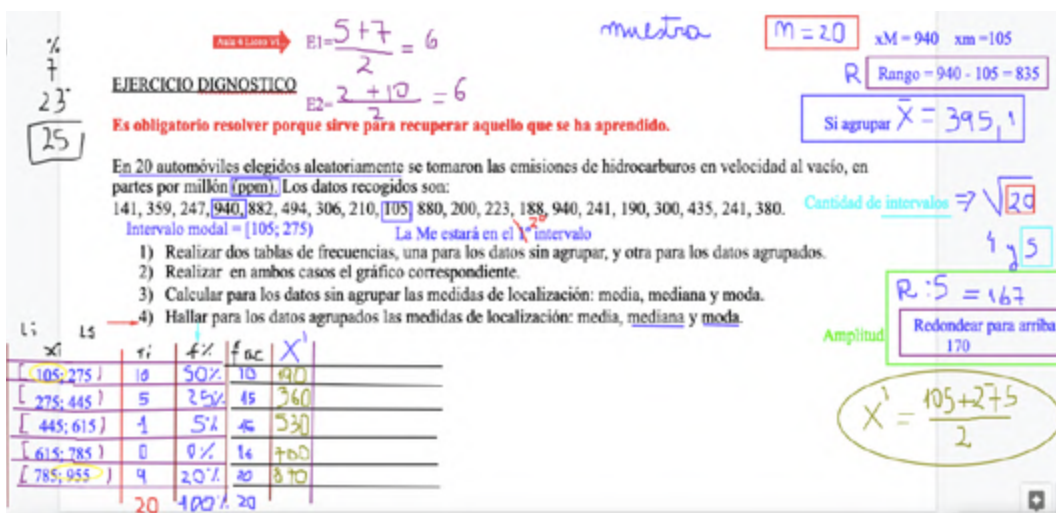 %
7
23
25
Aula 4 Liceo VI
E1= 5+7 / 2 = 6
E2= 2 + 10 / 2 = 6
muestra
M = 20
xM = 940 xm =105
R Rango = 940 - 105 = 835
Si agrupar X̄ = 395,1
EJERCICIO DIGNOSTICO
Es obligatorio resolver porque sirve para recuperar aquello que se ha aprendido.
En 20 automóviles elegidos aleatoriamente se tomaron las emisiones de hidrocarburos en velocidad al vacío, en
partes por millón (ppm). Los datos recogidos son:
141, 359, 247, 940, 882, 494, 306, 210, 105, 880, 200, 223, 188, 940, 241, 190, 300, 435, 241, 380.
Intervalo modal = [105; 275)
La Me estará en el 1° intervalo
2°
Cantidad de intervalos ⇒ √20
4 y 5
1) Realizar dos tablas de frecuencias, una para los datos sin agrupar, y otra para los datos agrupados.
2) Realizar en ambos casos el gráfico correspondiente.
3) Calcular para los datos sin agrupar las medidas de localización: media, mediana y moda.
4) Hallar para los datos agrupados las medidas de localización: media, mediana y moda.
R : 5 = 167
Amplitud
Redondear para arriba
170
X' = 105+275 / 2
Li Ls
xi fi f% f ac X'
[ 105; 275 ) 10 50% 10 190
[ 275; 445 ) 5 25% 15 360
[ 445; 615 ) 1 5% 16 530
[ 615; 785 ) 0 0% 16 700
[ 785; 955 ) 4 20% 20 870
20 100% 20